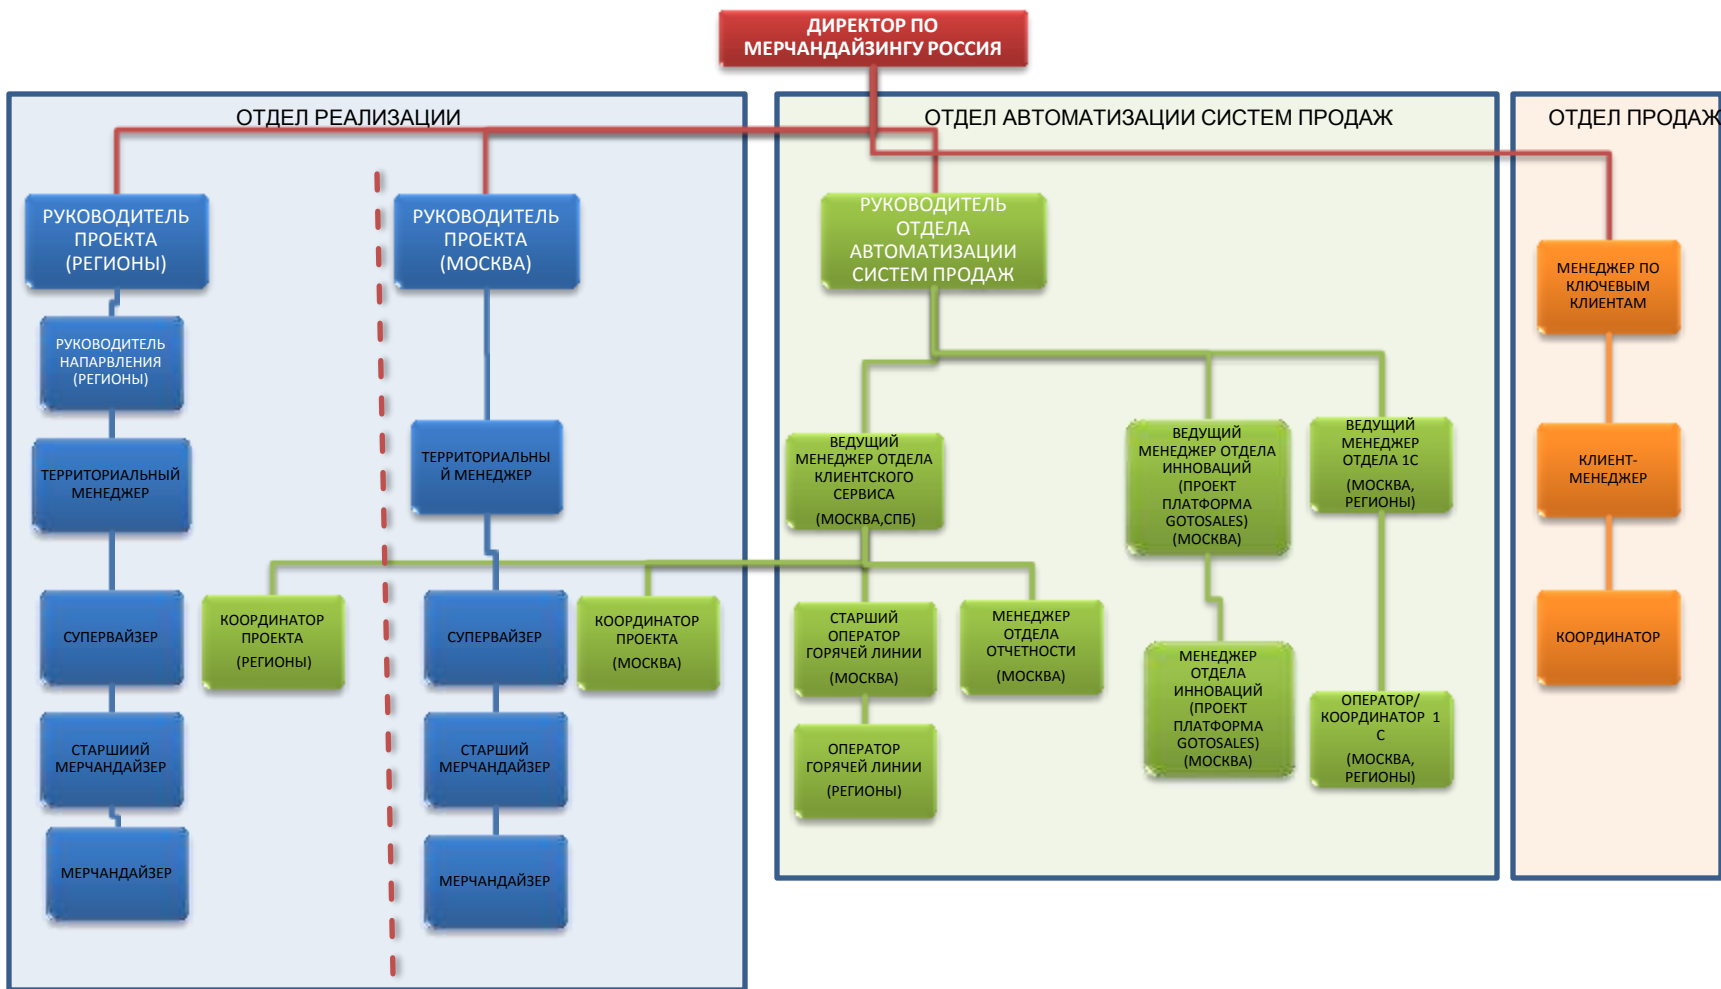 ДИРЕКТОР ПО
МЕРЧАНДАЙЗИНГУ РОССИЯ
ОТДЕЛ РЕАЛИЗАЦИИ
РУКОВОДИТЕЛЬ
ПРОЕКТА
(РЕГИОНЫ)
РУКОВОДИТЕЛЬ
НАПАРВЛЕНИЯ
(РЕГИОНЫ)
ТЕРРИТОРИАЛЬНЫЙ
МЕНЕДЖЕР
СУПЕРВАЙЗЕР
СТАРШИИЙ
МЕРЧАНДАЙЗЕР
МЕРЧАНДАЙЗЕР
КООРДИНАТОР
ПРОЕКТА
(РЕГИОНЫ)
РУКОВОДИТЕЛЬ
ПРОЕКТА
(МОСКВА)
ТЕРРИТОРИАЛЬНЫ
Й МЕНЕДЖЕР
СУПЕРВАЙЗЕР
СТАРШИЙ
МЕРЧАНДАЙЗЕР
МЕРЧАНДАЙЗЕР
КООРДИНАТОР
ПРОЕКТА
(МОСКВА)
ОТДЕЛ АВТОМАТИЗАЦИИ СИСТЕМ ПРОДАЖ
РУКОВОДИТЕЛЬ
ОТДЕЛА
АВТОМАТИЗАЦИИ
СИСТЕМ ПРОДАЖ
ВЕДУЩИЙ
МЕНЕДЖЕР ОТДЕЛА
КЛИЕНТСКОГО
СЕРВИСА
(МОСКВА,СПБ)
СТАРШИЙ
ОПЕРАТОР
ГОРЯЧЕЙ ЛИНИИ
(МОСКВА)
ОПЕРАТОР
ГОРЯЧЕЙ ЛИНИИ
(РЕГИОНЫ)
МЕНЕДЖЕР
ОТДЕЛА
ОТЧЕТНОСТИ
(МОСКВА)
ВЕДУЩИЙ
МЕНЕДЖЕР ОТДЕЛА
ИННОВАЦИЙ
(ПРОЕКТ
ПЛАТФОРМА
GOTOSALES)
(МОСКВА)
МЕНЕДЖЕР
ОТДЕЛА
ИННОВАЦИЙ
(ПРОЕКТ
ПЛАТФОРМА
GOTOSALES)
(МОСКВА)
ВЕДУЩИЙ
МЕНЕДЖЕР
ОТДЕЛА 1С
(МОСКВА,
РЕГИОНЫ)
ОПЕРАТОР/
КООРДИНАТОР 1
С
(МОСКВА,
РЕГИОНЫ)
ОТДЕЛ ПРОДАЖ
МЕНЕДЖЕР ПО
КЛЮЧЕВЫМ
КЛИЕНТАМ
КЛИЕНТ-
МЕНЕДЖЕР
КООРДИНАТОР